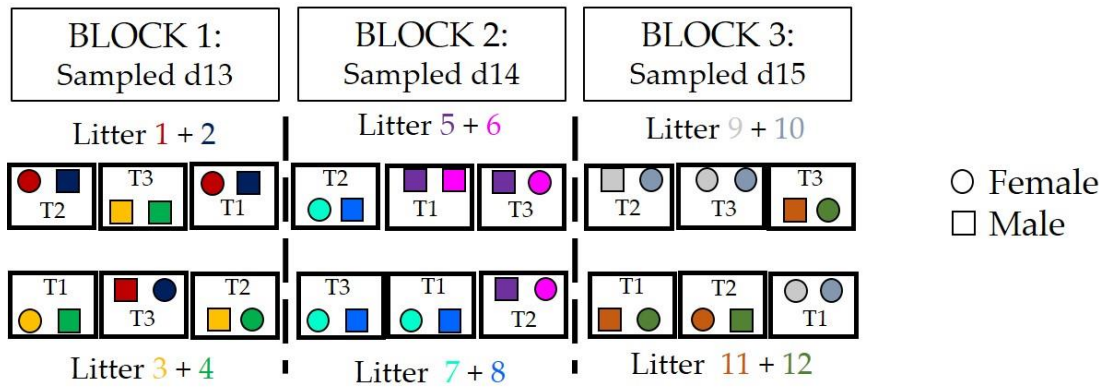 BLOCK 1:
Sampled d13
BLOCK 2:
Sampled d14
BLOCK 3:
Sampled d15
Litter 1 + 2
Litter 5 + 6
Litter 9 + 10
T2
T3
T1
T2
T1
T3
T2
T3
T3
Female
Male
T1
T3
T2
T3
T1
T2
T1
T2
T1
Litter 3 + 4
Litter 7 + 8
Litter 11 + 12